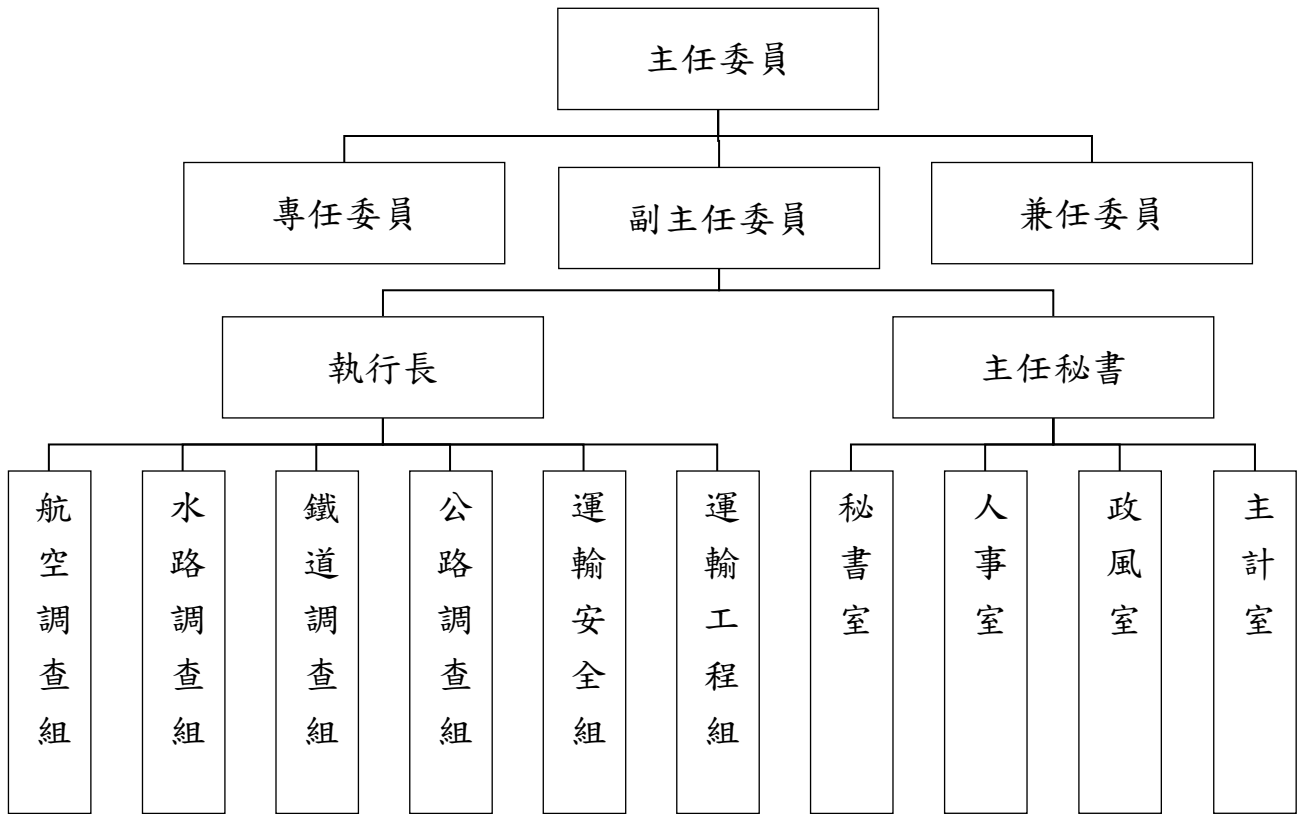 主任委員
專任委員
副主任委員
兼任委員
執行長
主任秘書
航空調查組
水路調查組
鐵道調查組
公路調查組
運輸安全組
運輸工程組
秘書室
人事室
政風室
主計室